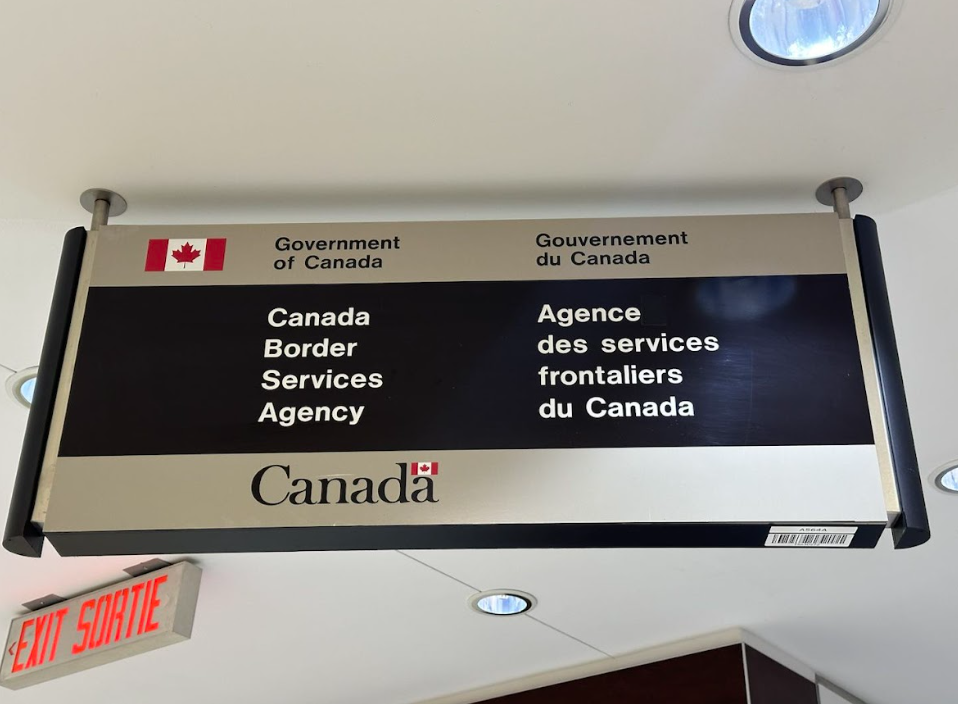 Government
of Canada
Gouvernement
du Canada
Canada
Border
Services
Agency
Agence
des services
frontaliers
du Canada
Canada
EXIT SORTIE